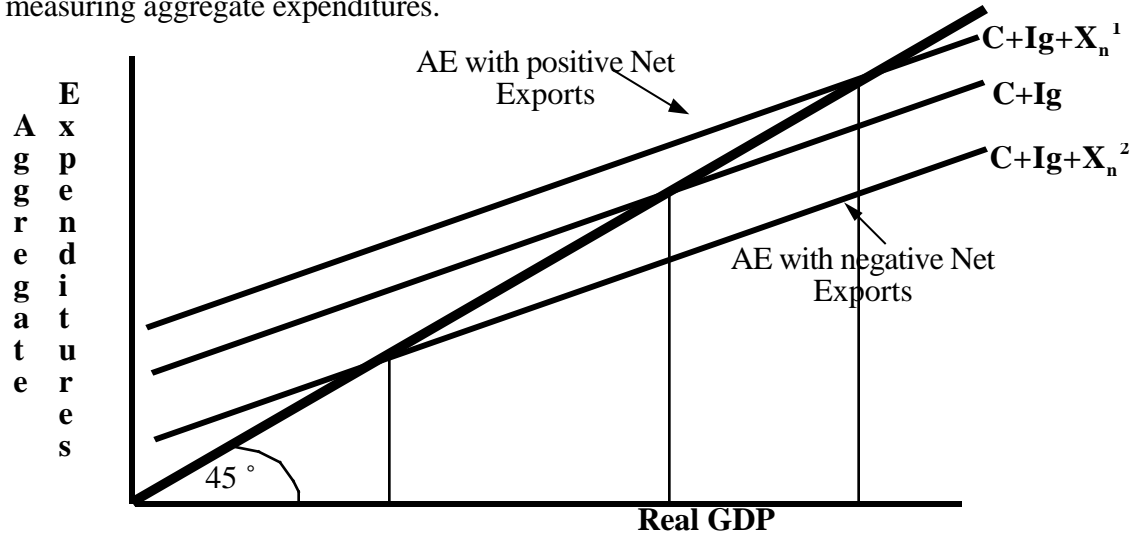 measuring aggregate expenditures.
AE with positive Net
Exports
C+Ig+Xₙ¹
C+Ig
C+Ig+Xₙ²
Aggregate
Expenditures
AE with negative Net
Exports
45 °
Real GDP